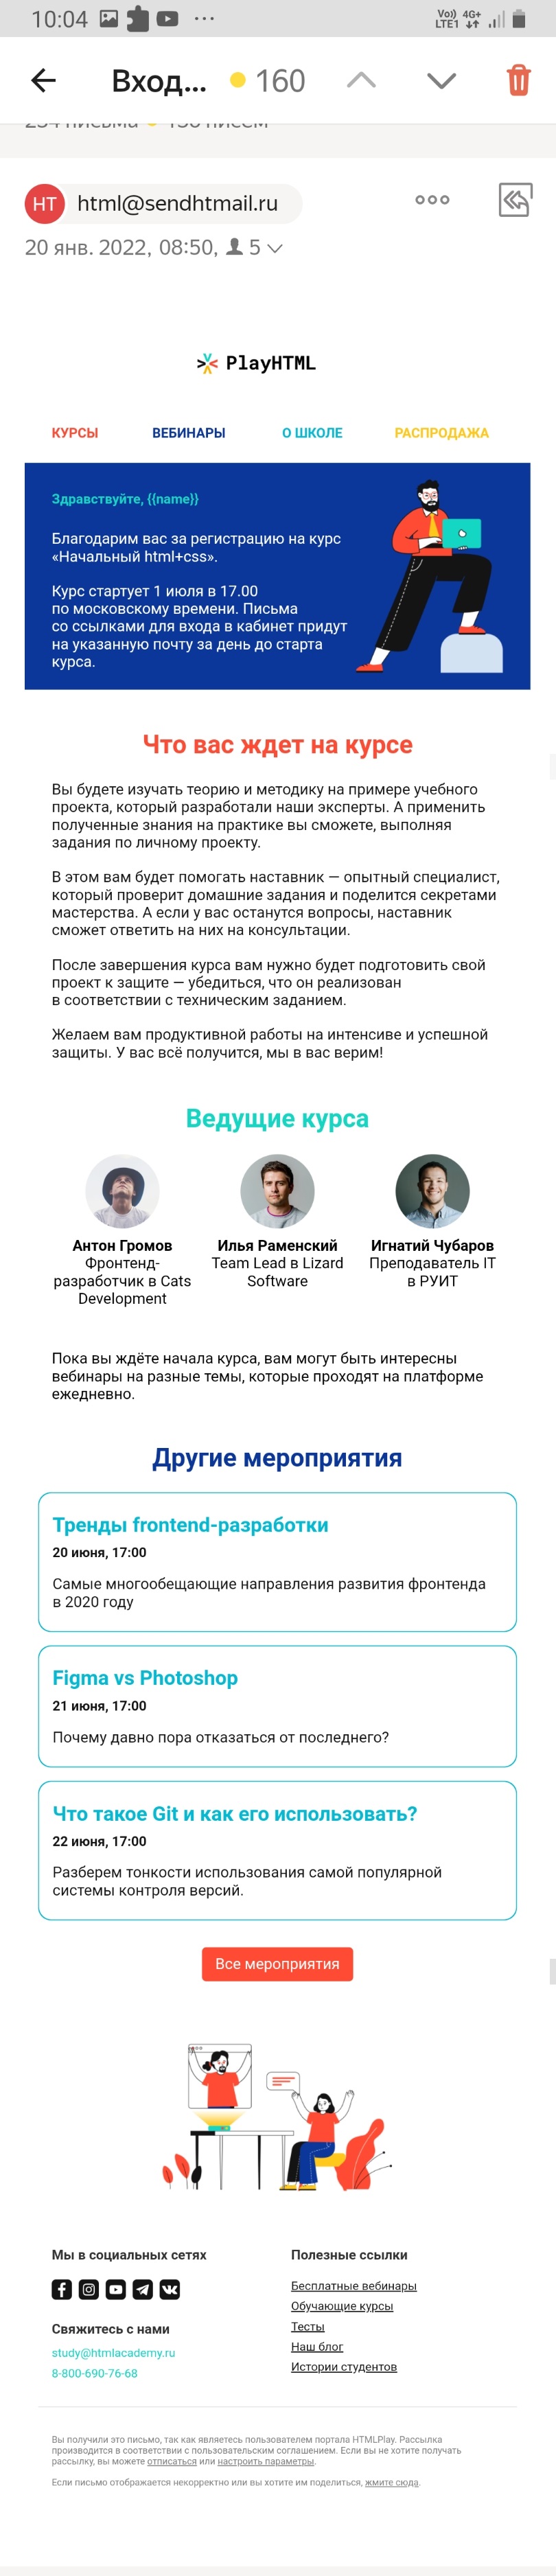 10:04
Vo)) LTE1 4G+
Вход... 160
html@sendhtmail.ru
НТ
20 янв. 2022, 08:50, 5
PlayHTML
КУРСЫ ВЕБИНАРЫ О ШКОЛЕ РАСПРОДАЖА
Здравствуйте, {{name}}
Благодарим вас за регистрацию на курс
«Начальный html+css».
Курс стартует 1 июля в 17.00
по московскому времени. Письма
со ссылками для входа в кабинет придут
на указанную почту за день до старта
курса.
Что вас ждет на курсе
Вы будете изучать теорию и методику на примере учебного
проекта, который разработали наши эксперты. А применить
полученные знания на практике вы сможете, выполняя
задания по личному проекту.
В этом вам будет помогать наставник — опытный специалист,
который проверит домашние задания и поделится секретами
мастерства. А если у вас останутся вопросы, наставник
сможет ответить на них на консультации.
После завершения курса вам нужно будет подготовить свой
проект к защите — убедиться, что он реализован
в соответствии с техническим заданием.
Желаем вам продуктивной работы на интенсиве и успешной
защиты. У вас всё получится, мы в вас верим!
Ведущие курса
Антон Громов
Фронтенд-
разработчик в Cats
Development
Илья Раменский
Team Lead в Lizard
Software
Игнатий Чубаров
Преподаватель IT
в РУИТ
Пока вы ждёте начала курса, вам могут быть интересны
вебинары на разные темы, которые проходят на платформе
ежедневно.
Другие мероприятия
Тренды frontend-разработки
20 июня, 17:00
Самые многообещающие направления развития фронтенда
в 2020 году
Figma vs Photoshop
21 июня, 17:00
Почему давно пора отказаться от последнего?
Что такое Git и как его использовать?
22 июня, 17:00
Разберем тонкости использования самой популярной
системы контроля версий.
Все мероприятия
Мы в социальных сетях
Свяжитесь с нами
study@htmlacademy.ru
8-800-690-76-68
Полезные ссылки
Бесплатные вебинары
Обучающие курсы
Тесты
Наш блог
Истории студентов
Вы получили это письмо, так как являетесь пользователем портала HTMLPlay. Рассылка
производится в соответствии с пользовательским соглашением. Если вы не хотите получать
рассылку, вы можете отписаться или настроить параметры.
Если письмо отображается некорректно или вы хотите им поделиться, жмите сюда.